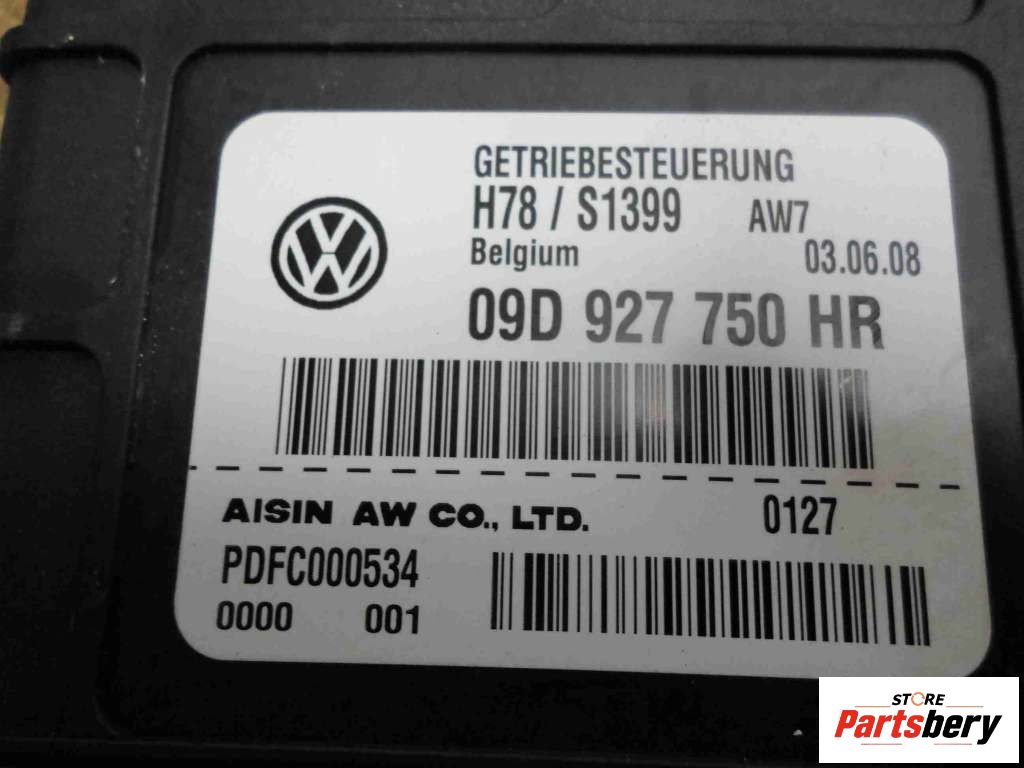 GETRIEBESTEUERUNG
H78 / S1399 AW7
Belgium 03.06.08
09D 927 750 HR
AISIN AW CO., LTD. 0127
PDFC000534
0000 001
STORE
Partsbery